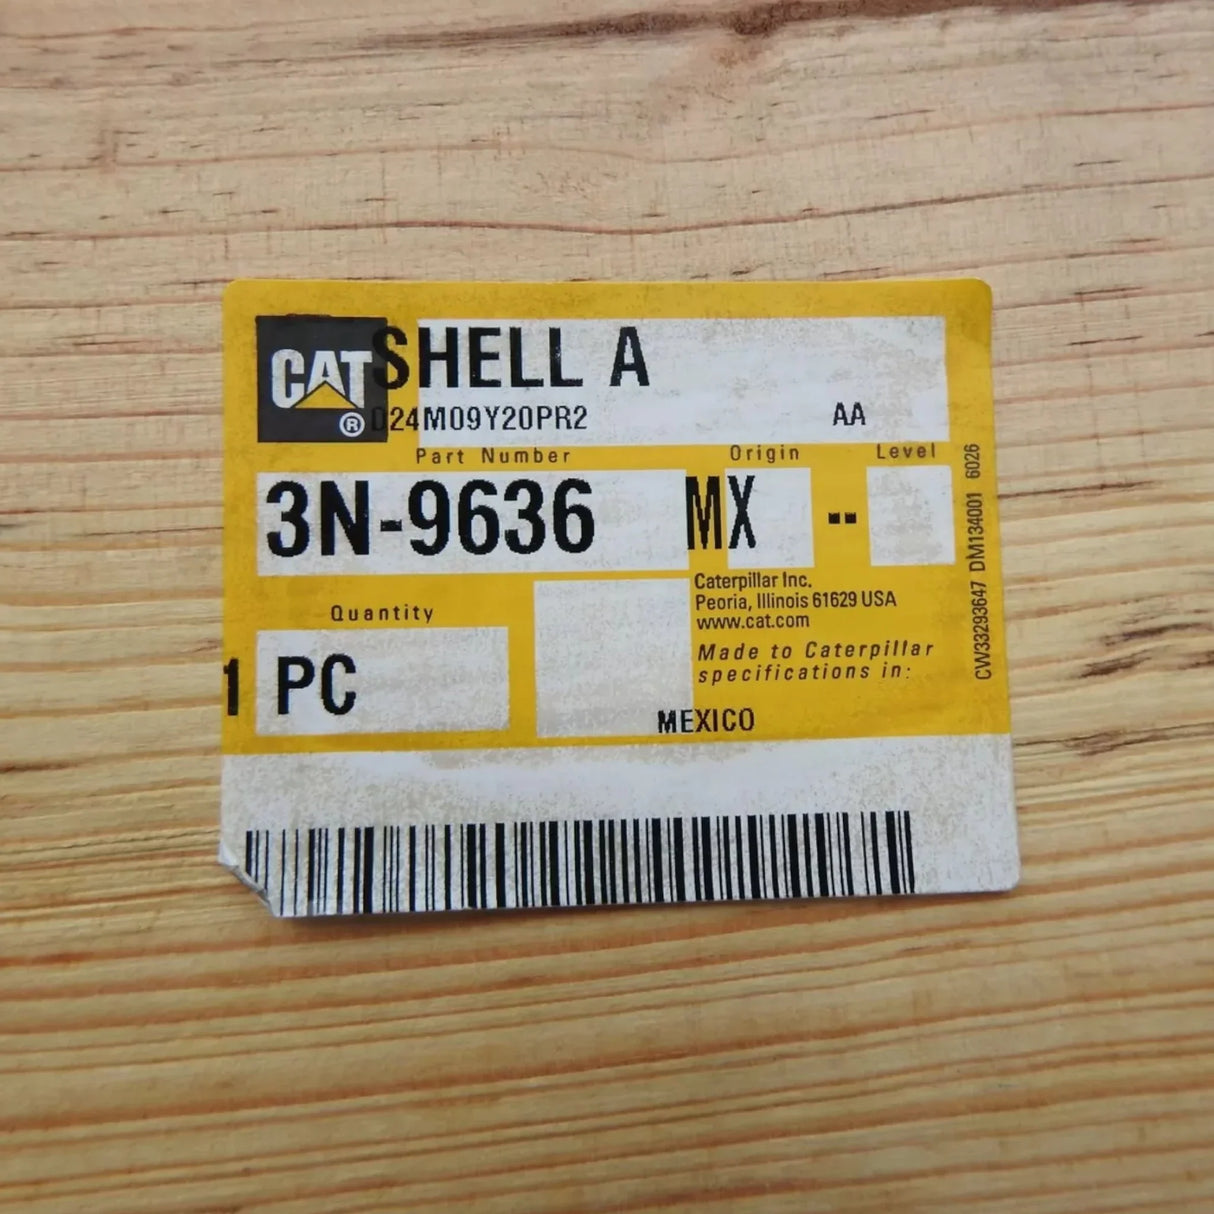 CAT
®
SHELL A
D24M09Y20PR2 AA
Part Number Origin Level
3N-9636 MX --
Quantity
1 PC
Caterpillar Inc.
Peoria, Illinois 61629 USA
www.cat.com
Made to Caterpillar
specifications in:
MEXICO
CW33293647 DM134001 6026